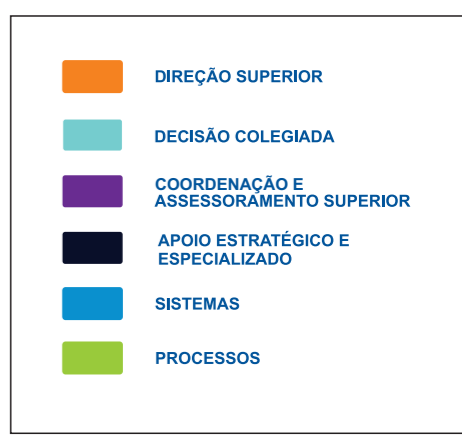 DIREÇÃO SUPERIOR
DECISÃO COLEGIADA
COORDENAÇÃO E
ASSESSORAMENTO SUPERIOR
APOIO ESTRATÉGICO E
ESPECIALIZADO
SISTEMAS
PROCESSOS